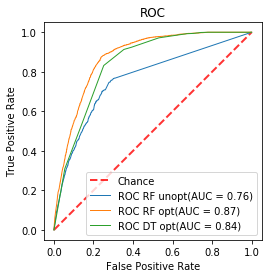 ROC
True Positive Rate
1.0
0.8
0.6
0.4
0.2
0.0
Chance
ROC RF unopt(AUC = 0.76)
ROC RF opt(AUC = 0.87)
ROC DT opt(AUC = 0.84)
0.0 0.2 0.4 0.6 0.8 1.0
False Positive Rate